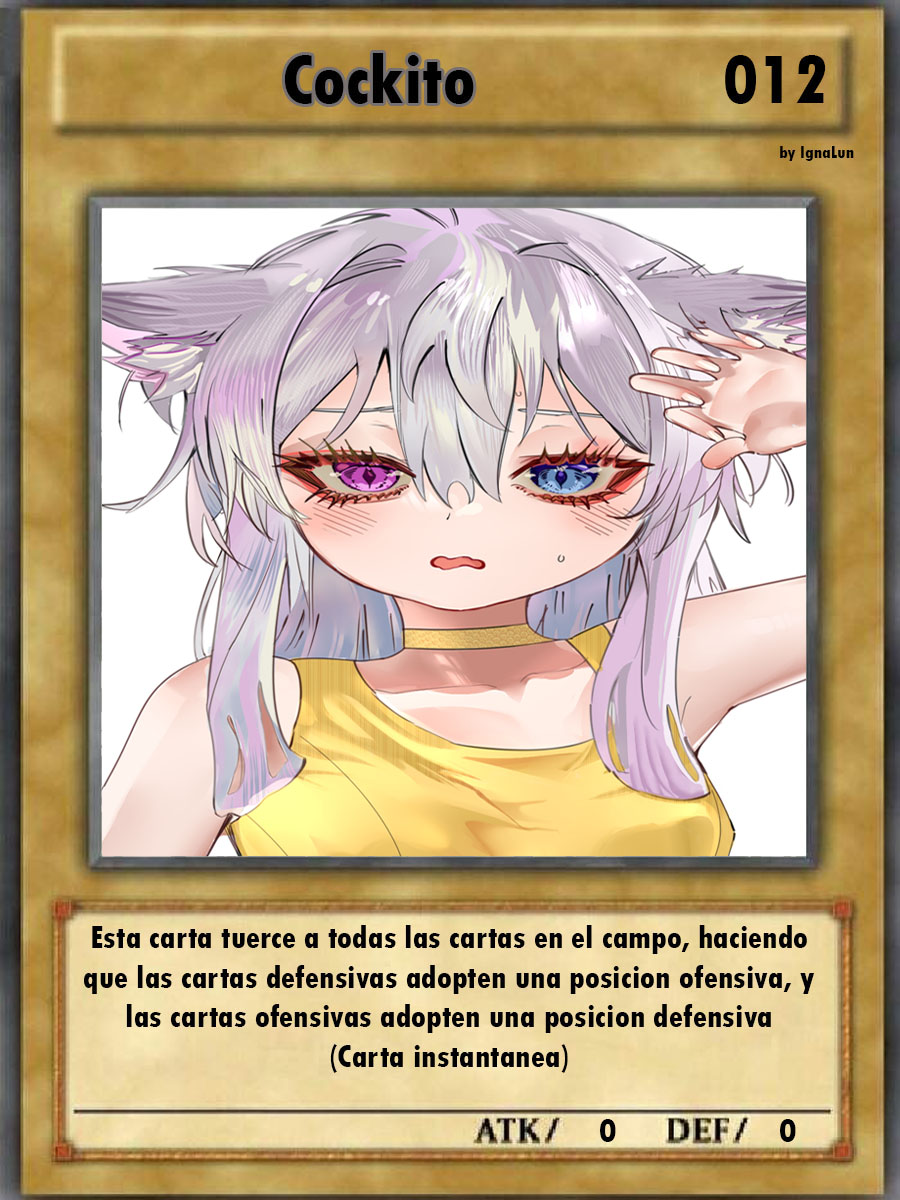 Cockito 012
by IgnaLun
Esta carta tuerce a todas las cartas en el campo, haciendo
que las cartas defensivas adopten una posicion ofensiva, y
las cartas ofensivas adopten una posicion defensiva
(Carta instantanea)
ATK/ 0 DEF/ 0